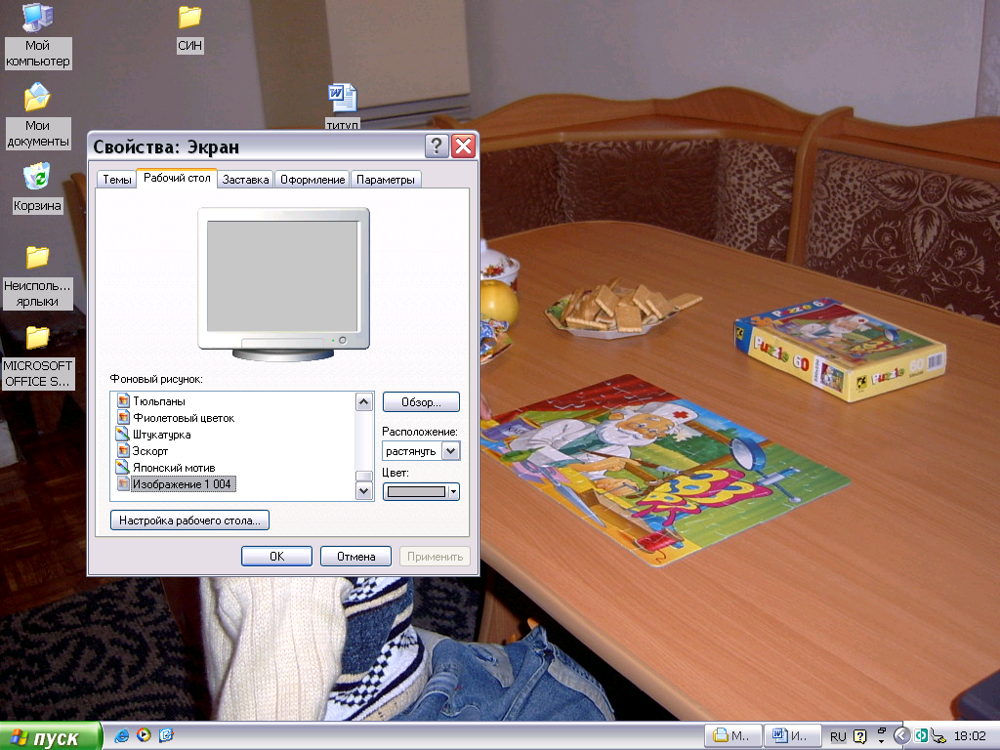 Мой
компьютер
СИН
Мои
документы
титул
Корзина
Неисполь...
ярлыки
MICROSOFT
OFFICE S...
Свойства: Экран
Темы
Рабочий стол
Заставка
Оформление
Параметры
Фоновый рисунок:
Тюльпаны
Фиолетовый цветок
Штукатурка
Эскорт
Японский мотив
Изображение 1 004
Обзор...
Расположение:
растянуть
Цвет:
Настройка рабочего стола...
ОК
Отмена
Применить
Puzzle 60
Puzzle 60
пуск
М..
И..
RU
18:02